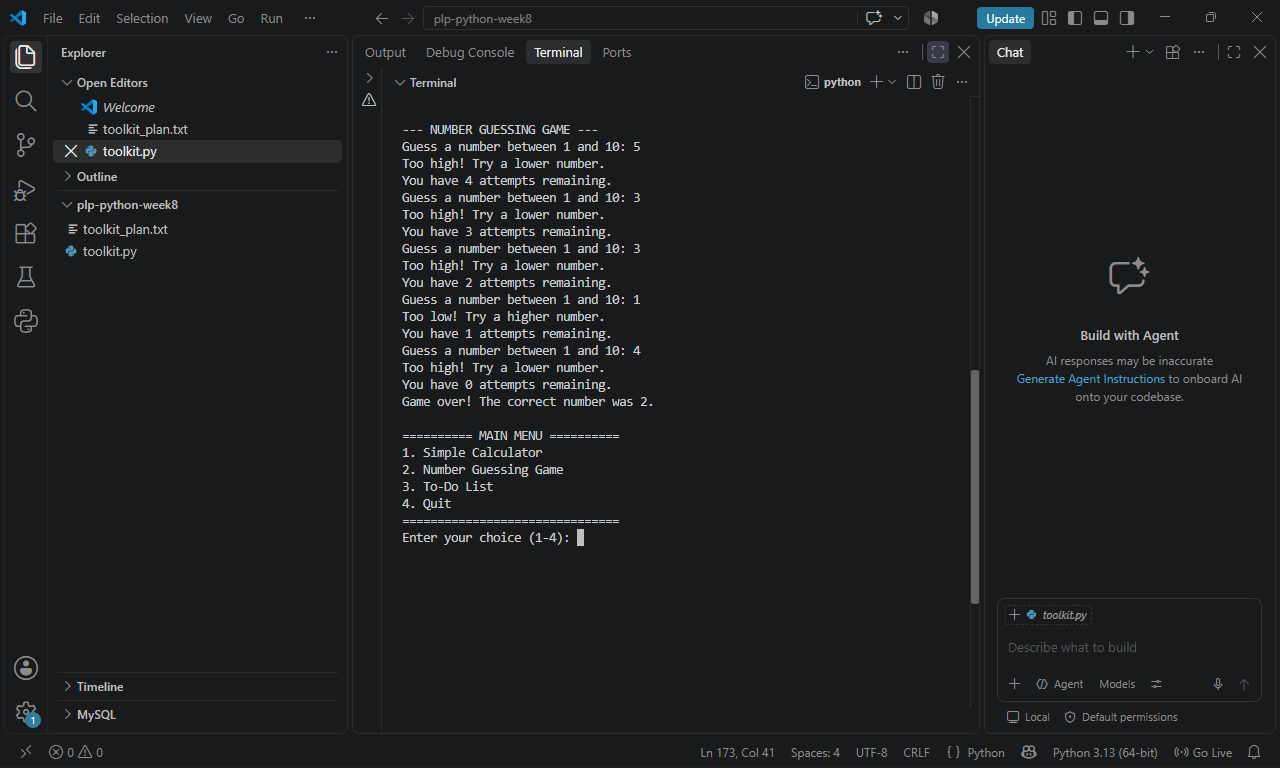 File Edit Selection View Go Run ···
plp-python-week8
Update
Explorer
Open Editors
Welcome
toolkit_plan.txt
toolkit.py
Outline
plp-python-week8
toolkit_plan.txt
toolkit.py
Timeline
MySQL
1
Output Debug Console Terminal Ports
Terminal
python
--- NUMBER GUESSING GAME ---
Guess a number between 1 and 10: 5
Too high! Try a lower number.
You have 4 attempts remaining.
Guess a number between 1 and 10: 3
Too high! Try a lower number.
You have 3 attempts remaining.
Guess a number between 1 and 10: 3
Too high! Try a lower number.
You have 2 attempts remaining.
Guess a number between 1 and 10: 1
Too low! Try a higher number.
You have 1 attempts remaining.
Guess a number between 1 and 10: 4
Too high! Try a lower number.
You have 0 attempts remaining.
Game over! The correct number was 2.
========== MAIN MENU ==========
1. Simple Calculator
2. Number Guessing Game
3. To-Do List
4. Quit
===============================
Enter your choice (1-4):
Chat
Build with Agent
AI responses may be inaccurate
Generate Agent Instructions to onboard AI
onto your codebase.
toolkit.py
Describe what to build
Agent Models
Local Default permissions
0 0
Ln 173, Col 41 Spaces: 4 UTF-8 CRLF { } Python Python 3.13 (64-bit) Go Live